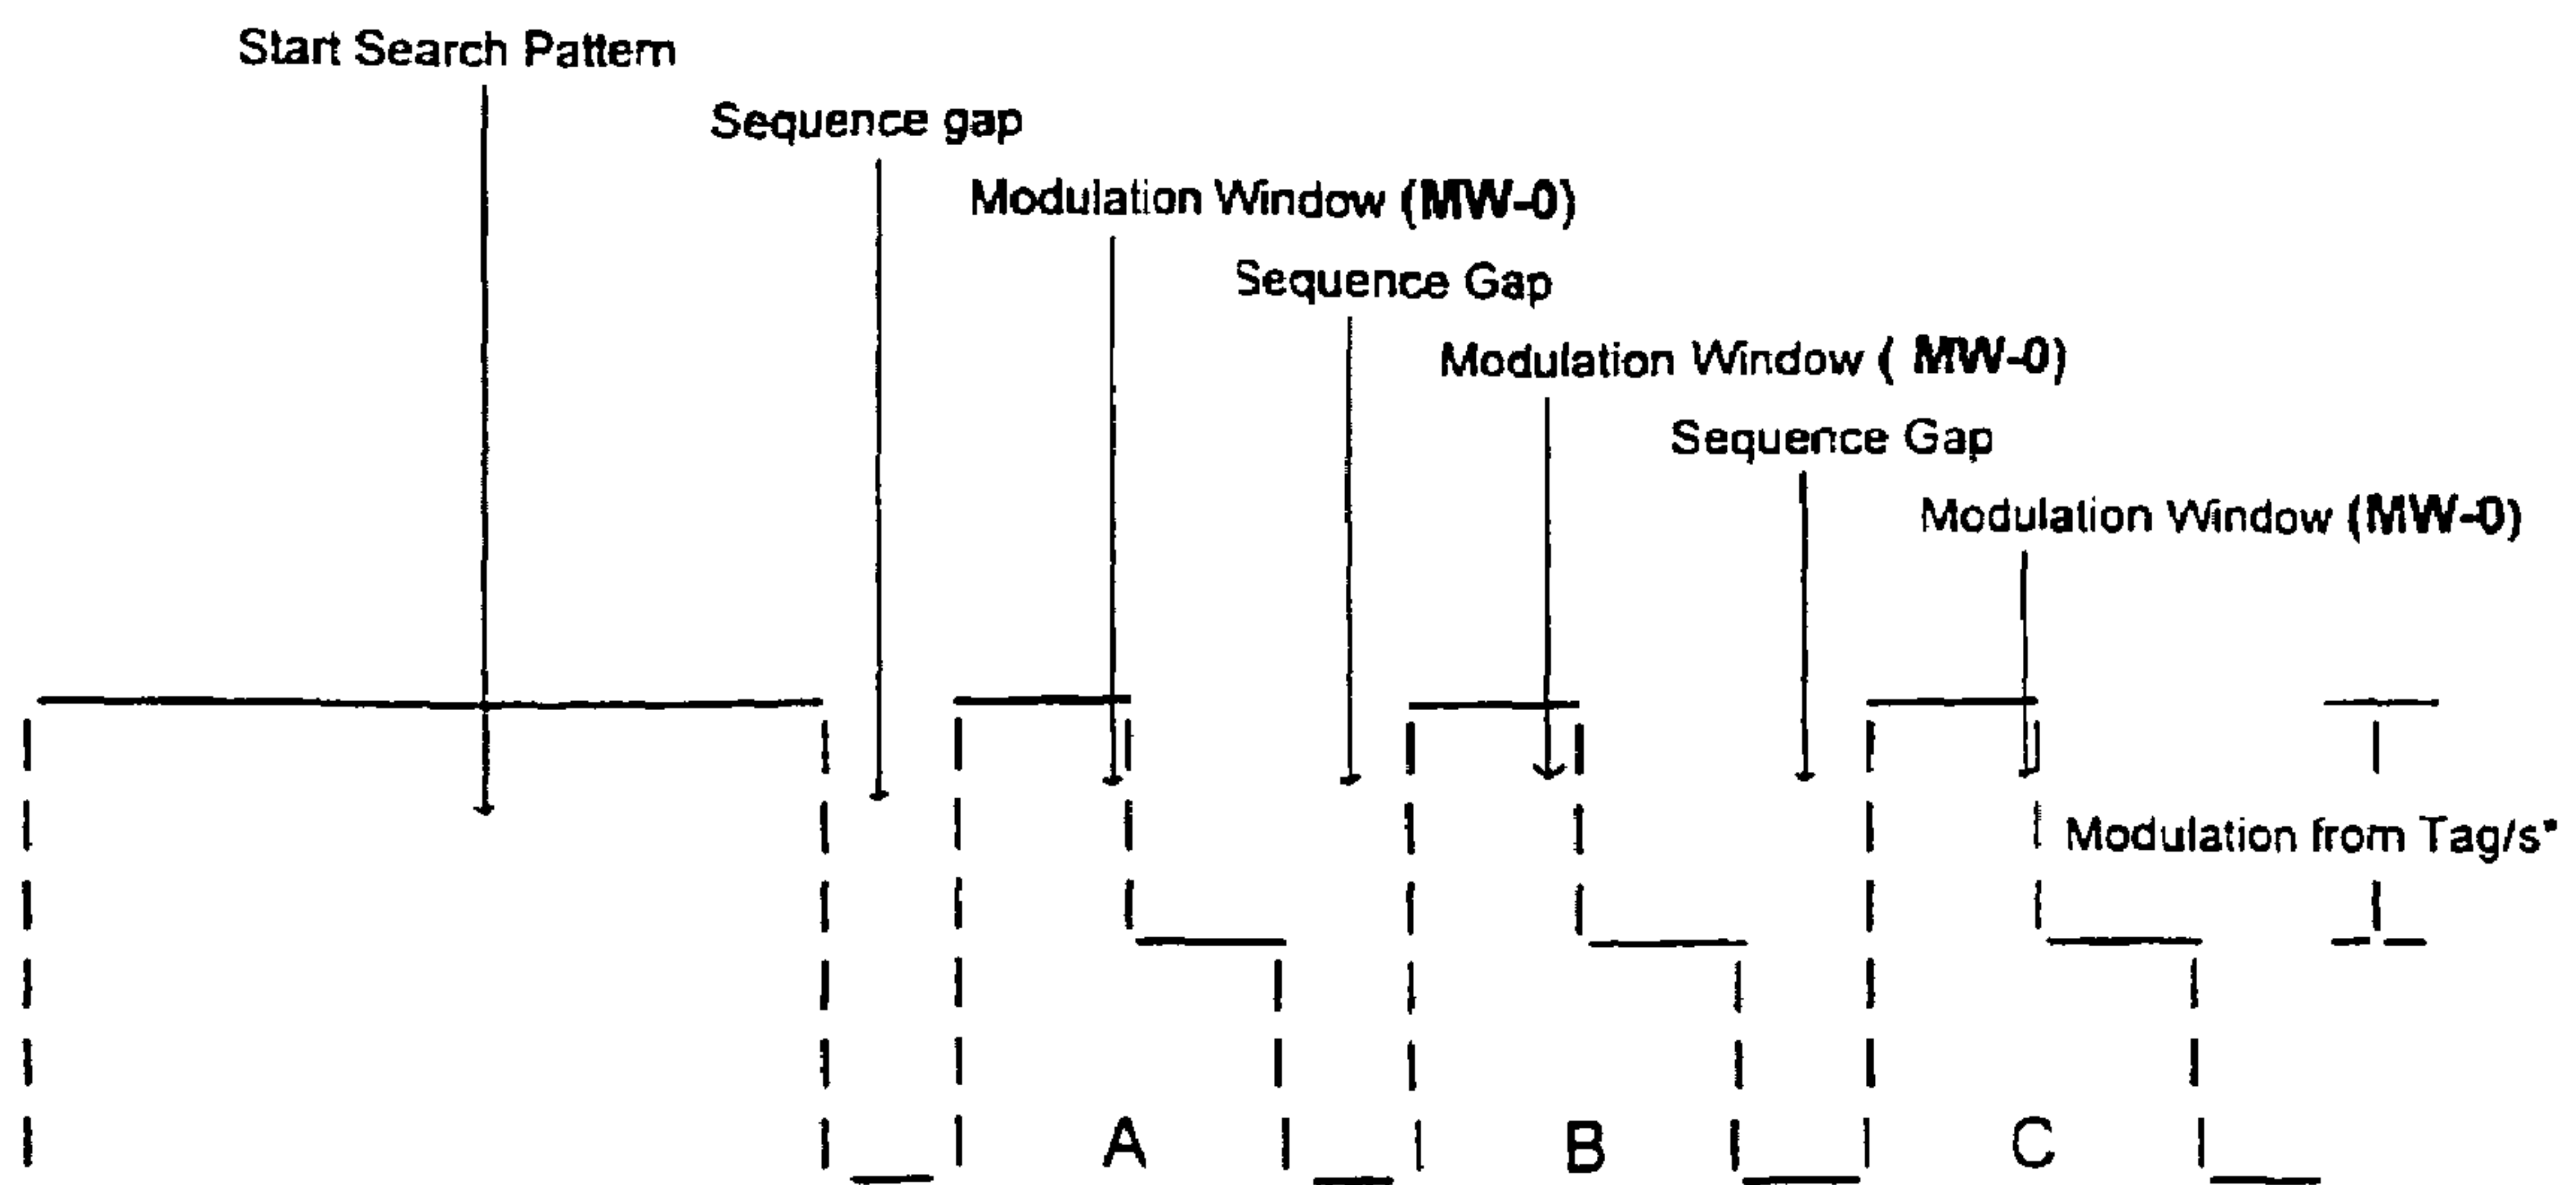 Start Search Pattern
Sequence gap
Modulation Window (MW-0)
Sequence Gap
Modulation Window ( MW-0)
Sequence Gap
Modulation Window (MW-0)
Modulation from Tag/s*
A
B
C